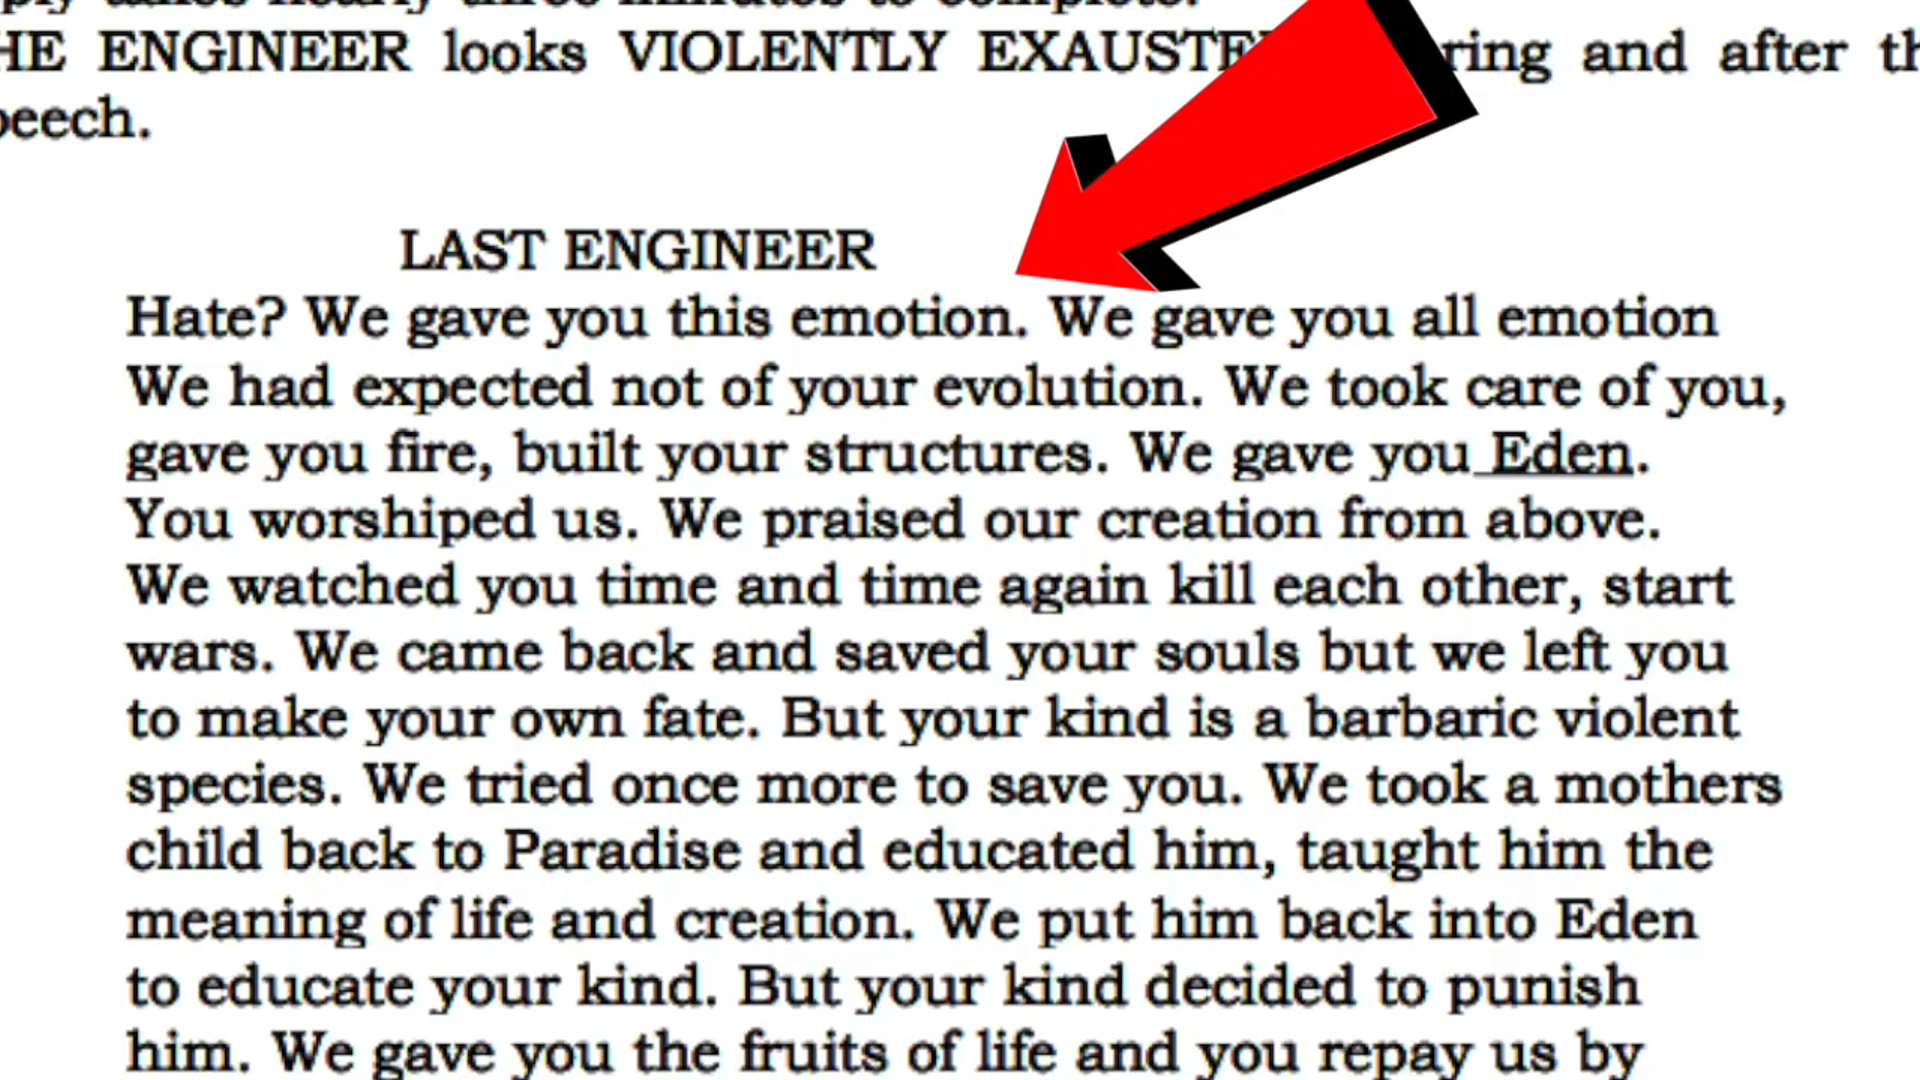 ply takes nearly three minutes to complete.
HE ENGINEER looks VIOLENTLY EXAUSTE ring and after th
peech.
LAST ENGINEER
Hate? We gave you this emotion. We gave you all emotion
We had expected not of your evolution. We took care of you,
gave you fire, built your structures. We gave you Eden.
You worshiped us. We praised our creation from above.
We watched you time and time again kill each other, start
wars. We came back and saved your souls but we left you
to make your own fate. But your kind is a barbaric violent
species. We tried once more to save you. We took a mothers
child back to Paradise and educated him, taught him the
meaning of life and creation. We put him back into Eden
to educate your kind. But your kind decided to punish
him. We gave you the fruits of life and you repay us by